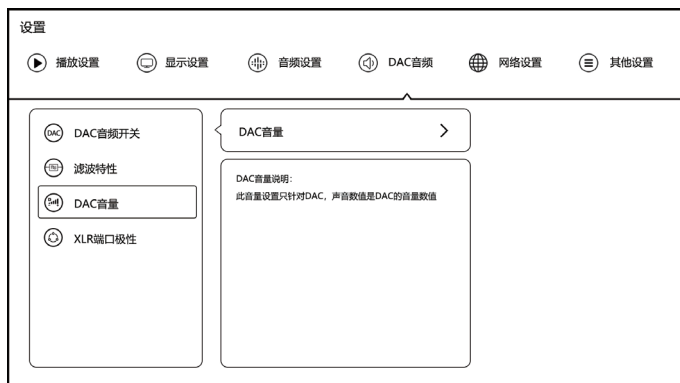 设置
播放设置 显示设置 音频设置 DAC音频 网络设置 其他设置
DAC DAC音频开关
滤波特性
DAC音量
XLR端口极性
DAC音量
DAC音量说明:
此音量设置只针对DAC，声音数值是DAC的音量数值